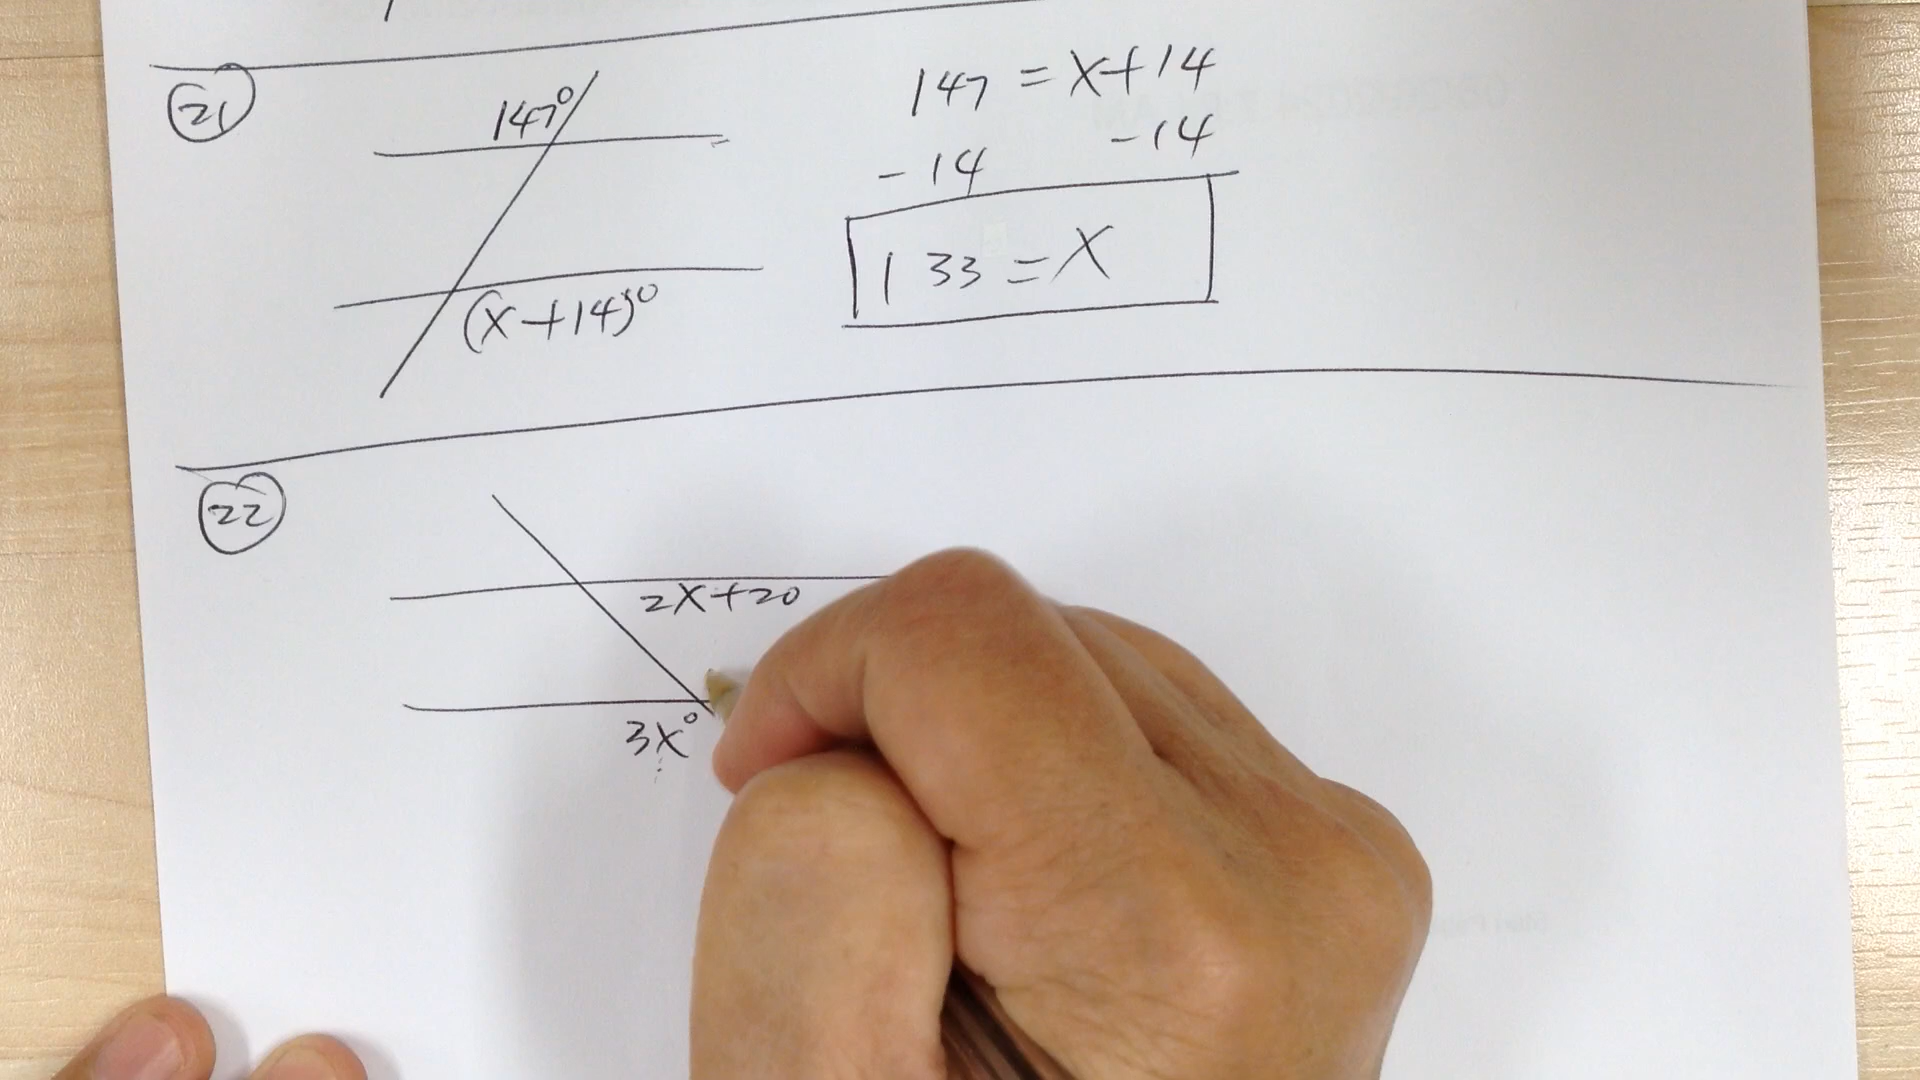 21
147°
(x+14)°
147 = x+14
-14 -14
133 = x
22
2x+20
3x°